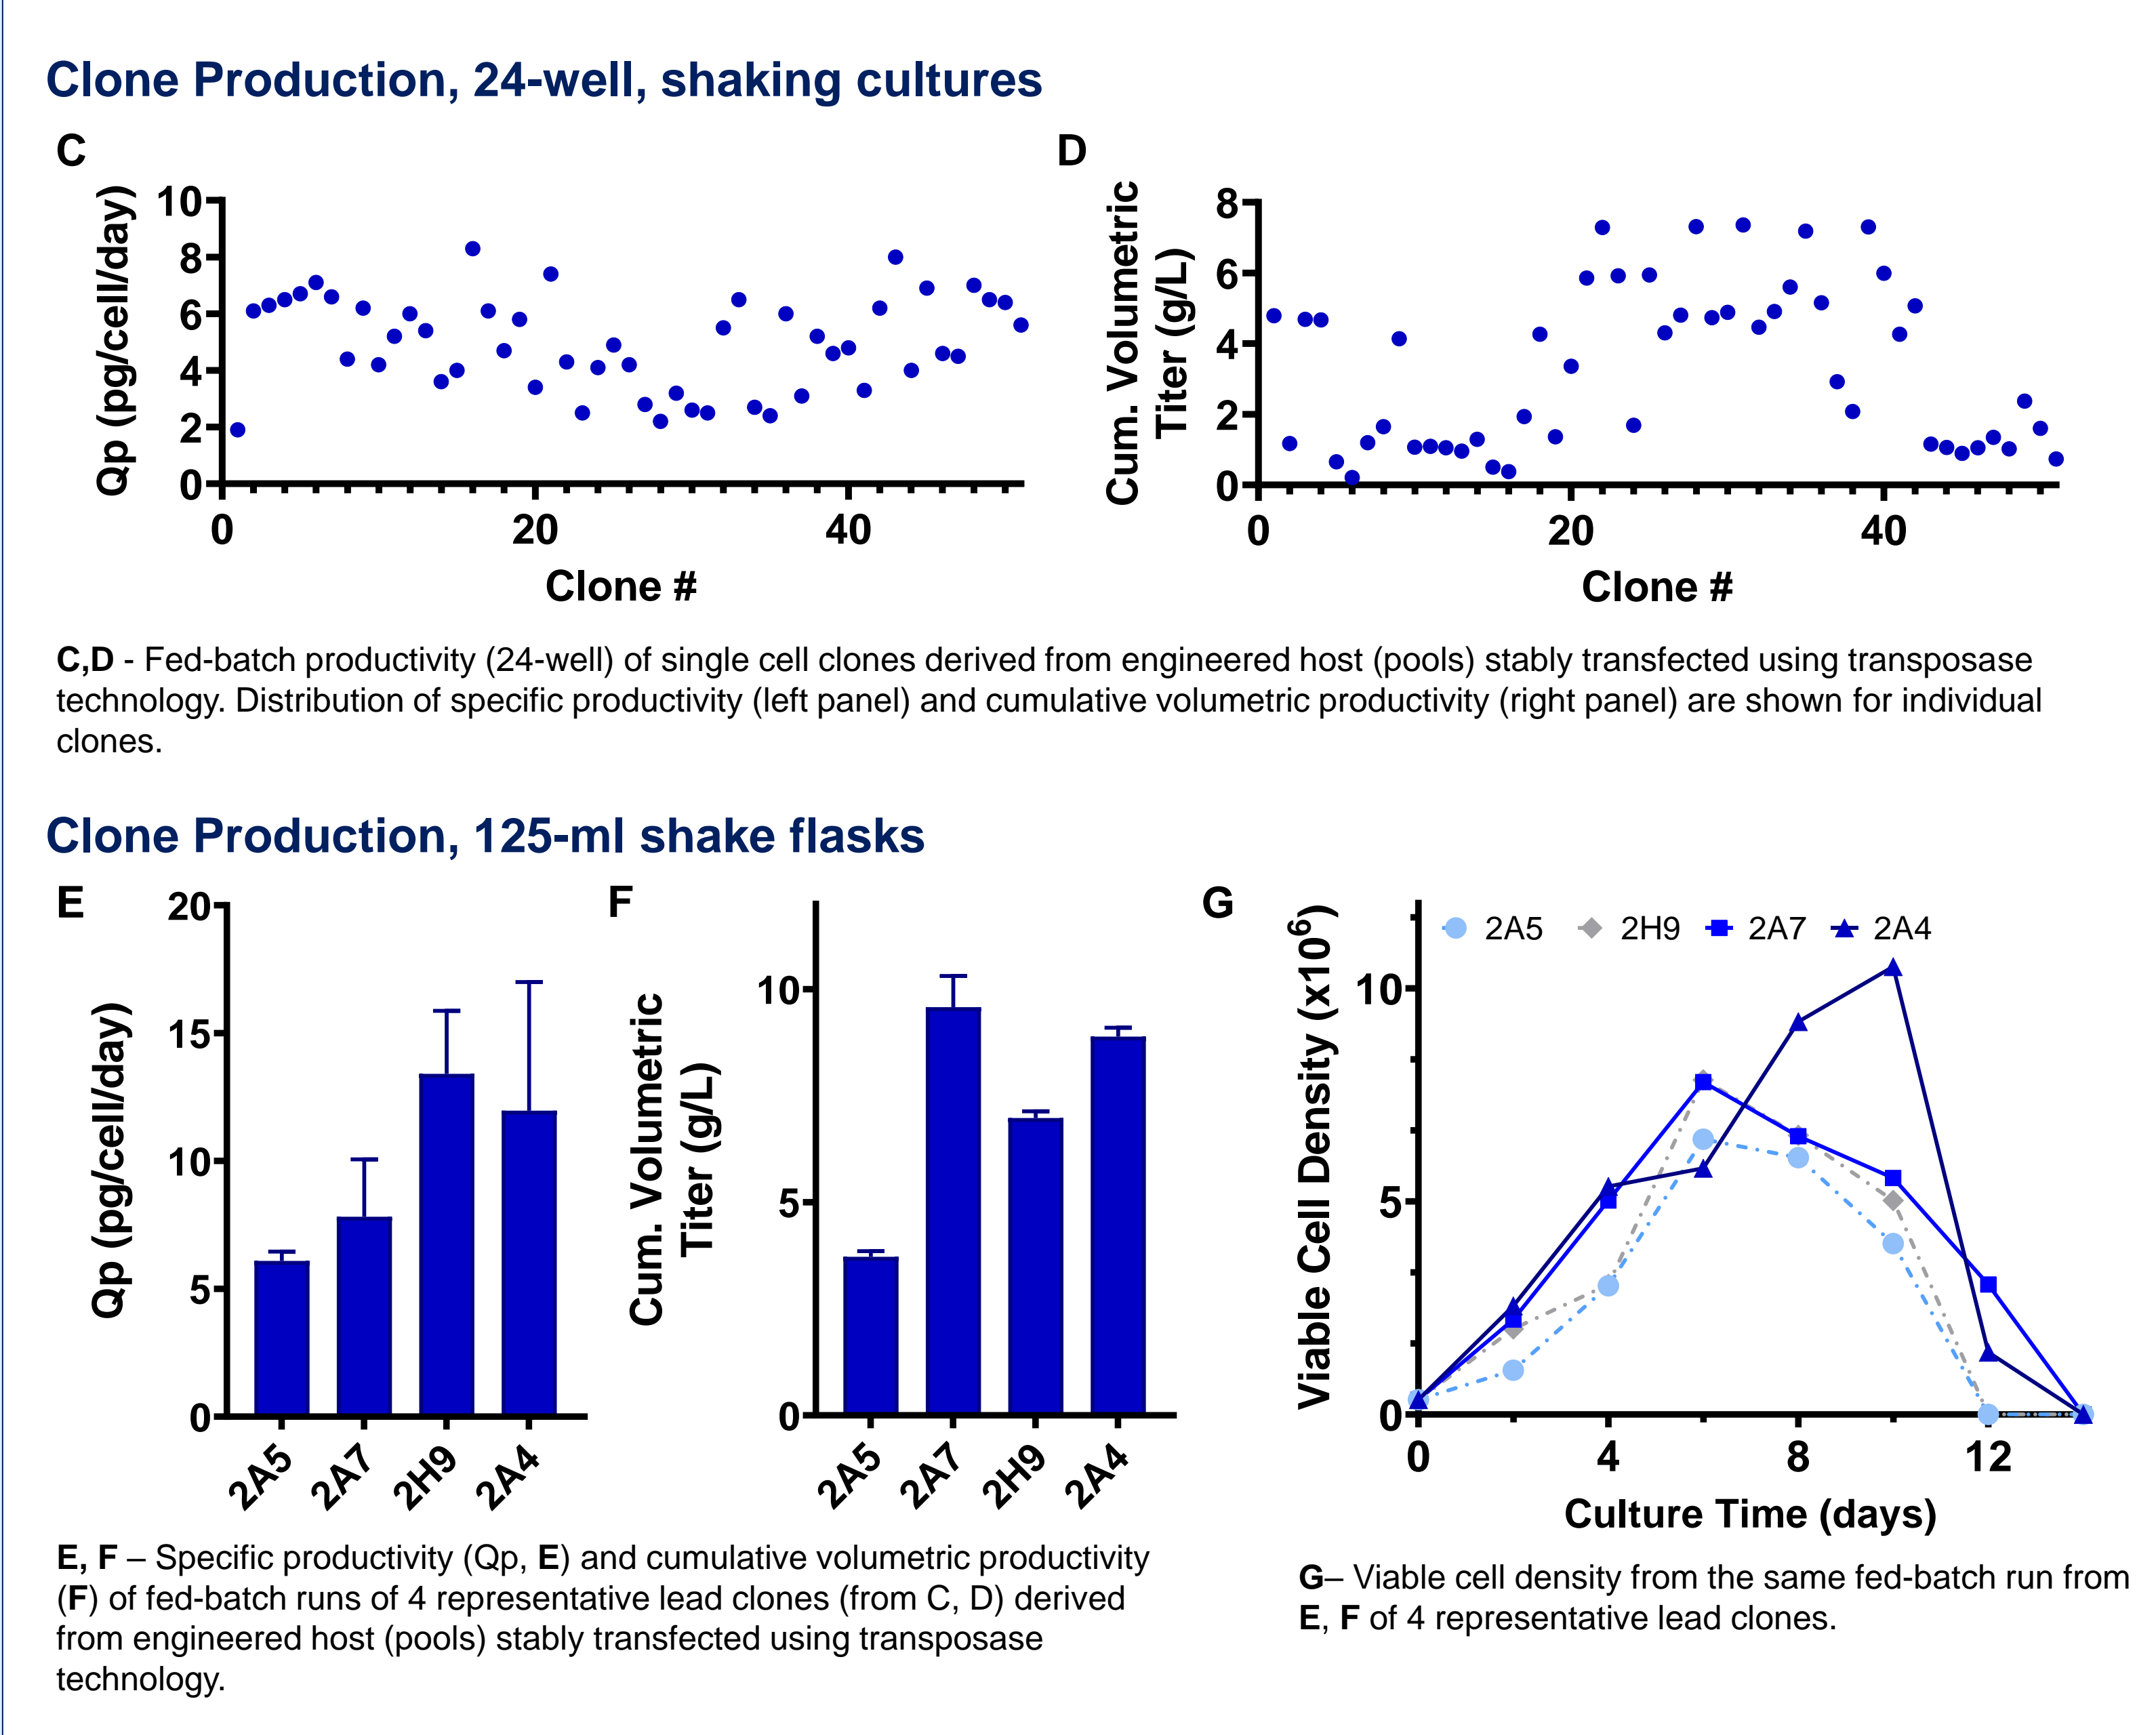 Clone Production, 24-well, shaking cultures
C
Qp (pg/cell/day)
10
8
6
4
2
0
0 20 40
Clone #
D
Cum. Volumetric
Titer (g/L)
8
6
4
2
0
0 20 40
Clone #
C,D - Fed-batch productivity (24-well) of single cell clones derived from engineered host (pools) stably transfected using transposase
technology. Distribution of specific productivity (left panel) and cumulative volumetric productivity (right panel) are shown for individual
clones.
Clone Production, 125-ml shake flasks
E
Qp (pg/cell/day)
20
15
10
5
0
2A5 2A7 2H9 2A4
F
Cum. Volumetric
Titer (g/L)
10
5
0
2A5 2A7 2H9 2A4
G
Viable Cell Density (x10⁶)
2A5 2H9 2A7 2A4
10
5
0
0 4 8 12
Culture Time (days)
E, F – Specific productivity (Qp, E) and cumulative volumetric productivity
(F) of fed-batch runs of 4 representative lead clones (from C, D) derived
from engineered host (pools) stably transfected using transposase
technology.
G– Viable cell density from the same fed-batch run from
E, F of 4 representative lead clones.